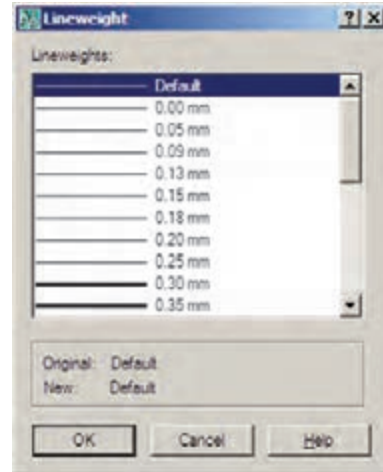 Lineweight
Lineweights:
Default
0.00 mm
0.05 mm
0.09 mm
0.13 mm
0.15 mm
0.18 mm
0.20 mm
0.25 mm
0.30 mm
0.35 mm
Original: Default
New: Default
OK Cancel Help